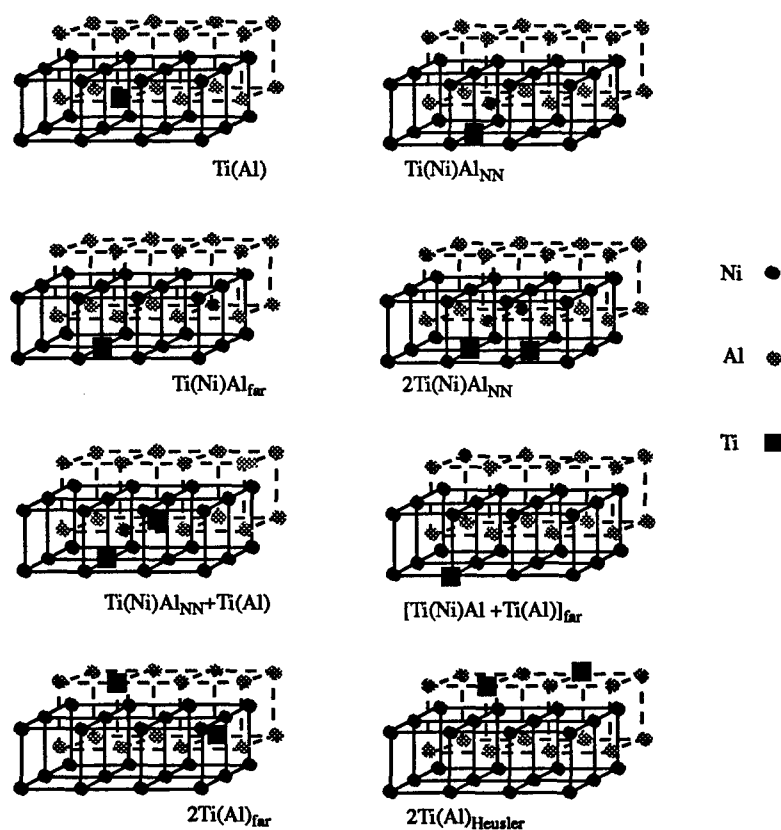 Ti(Al)
Ti(Ni)Al_NN
Ni
Al
Ti(Ni)Al_far
2Ti(Ni)Al_NN
Ti
Ti(Ni)Al_NN+Ti(Al)
[Ti(Ni)Al +Ti(Al)]_far
2Ti(Al)_far
2Ti(Al)_Heusler